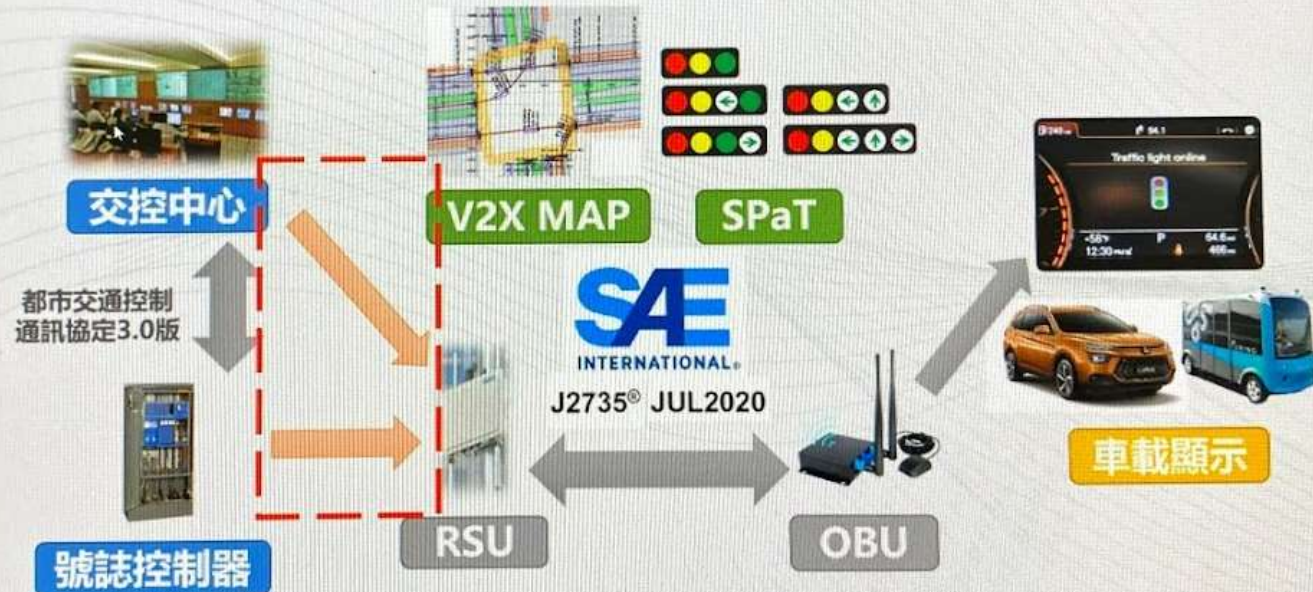 交控中心
V2X MAP
SPaT
Traffic light online
都市交通控制
通訊協定3.0版
SAE
INTERNATIONAL®
J2735® JUL2020
12:30
P
車載顯示
RSU
OBU
號誌控制器